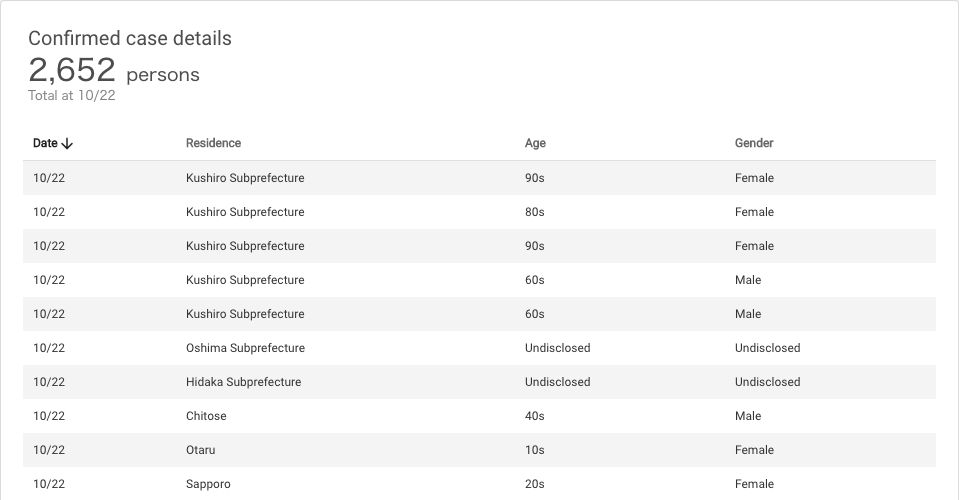 Confirmed case details
2,652 persons
Total at 10/22
Date Residence Age Gender
10/22 Kushiro Subprefecture 90s Female
10/22 Kushiro Subprefecture 80s Female
10/22 Kushiro Subprefecture 90s Female
10/22 Kushiro Subprefecture 60s Male
10/22 Kushiro Subprefecture 60s Male
10/22 Oshima Subprefecture Undisclosed Undisclosed
10/22 Hidaka Subprefecture Undisclosed Undisclosed
10/22 Chitose 40s Male
10/22 Otaru 10s Female
10/22 Sapporo 20s Female